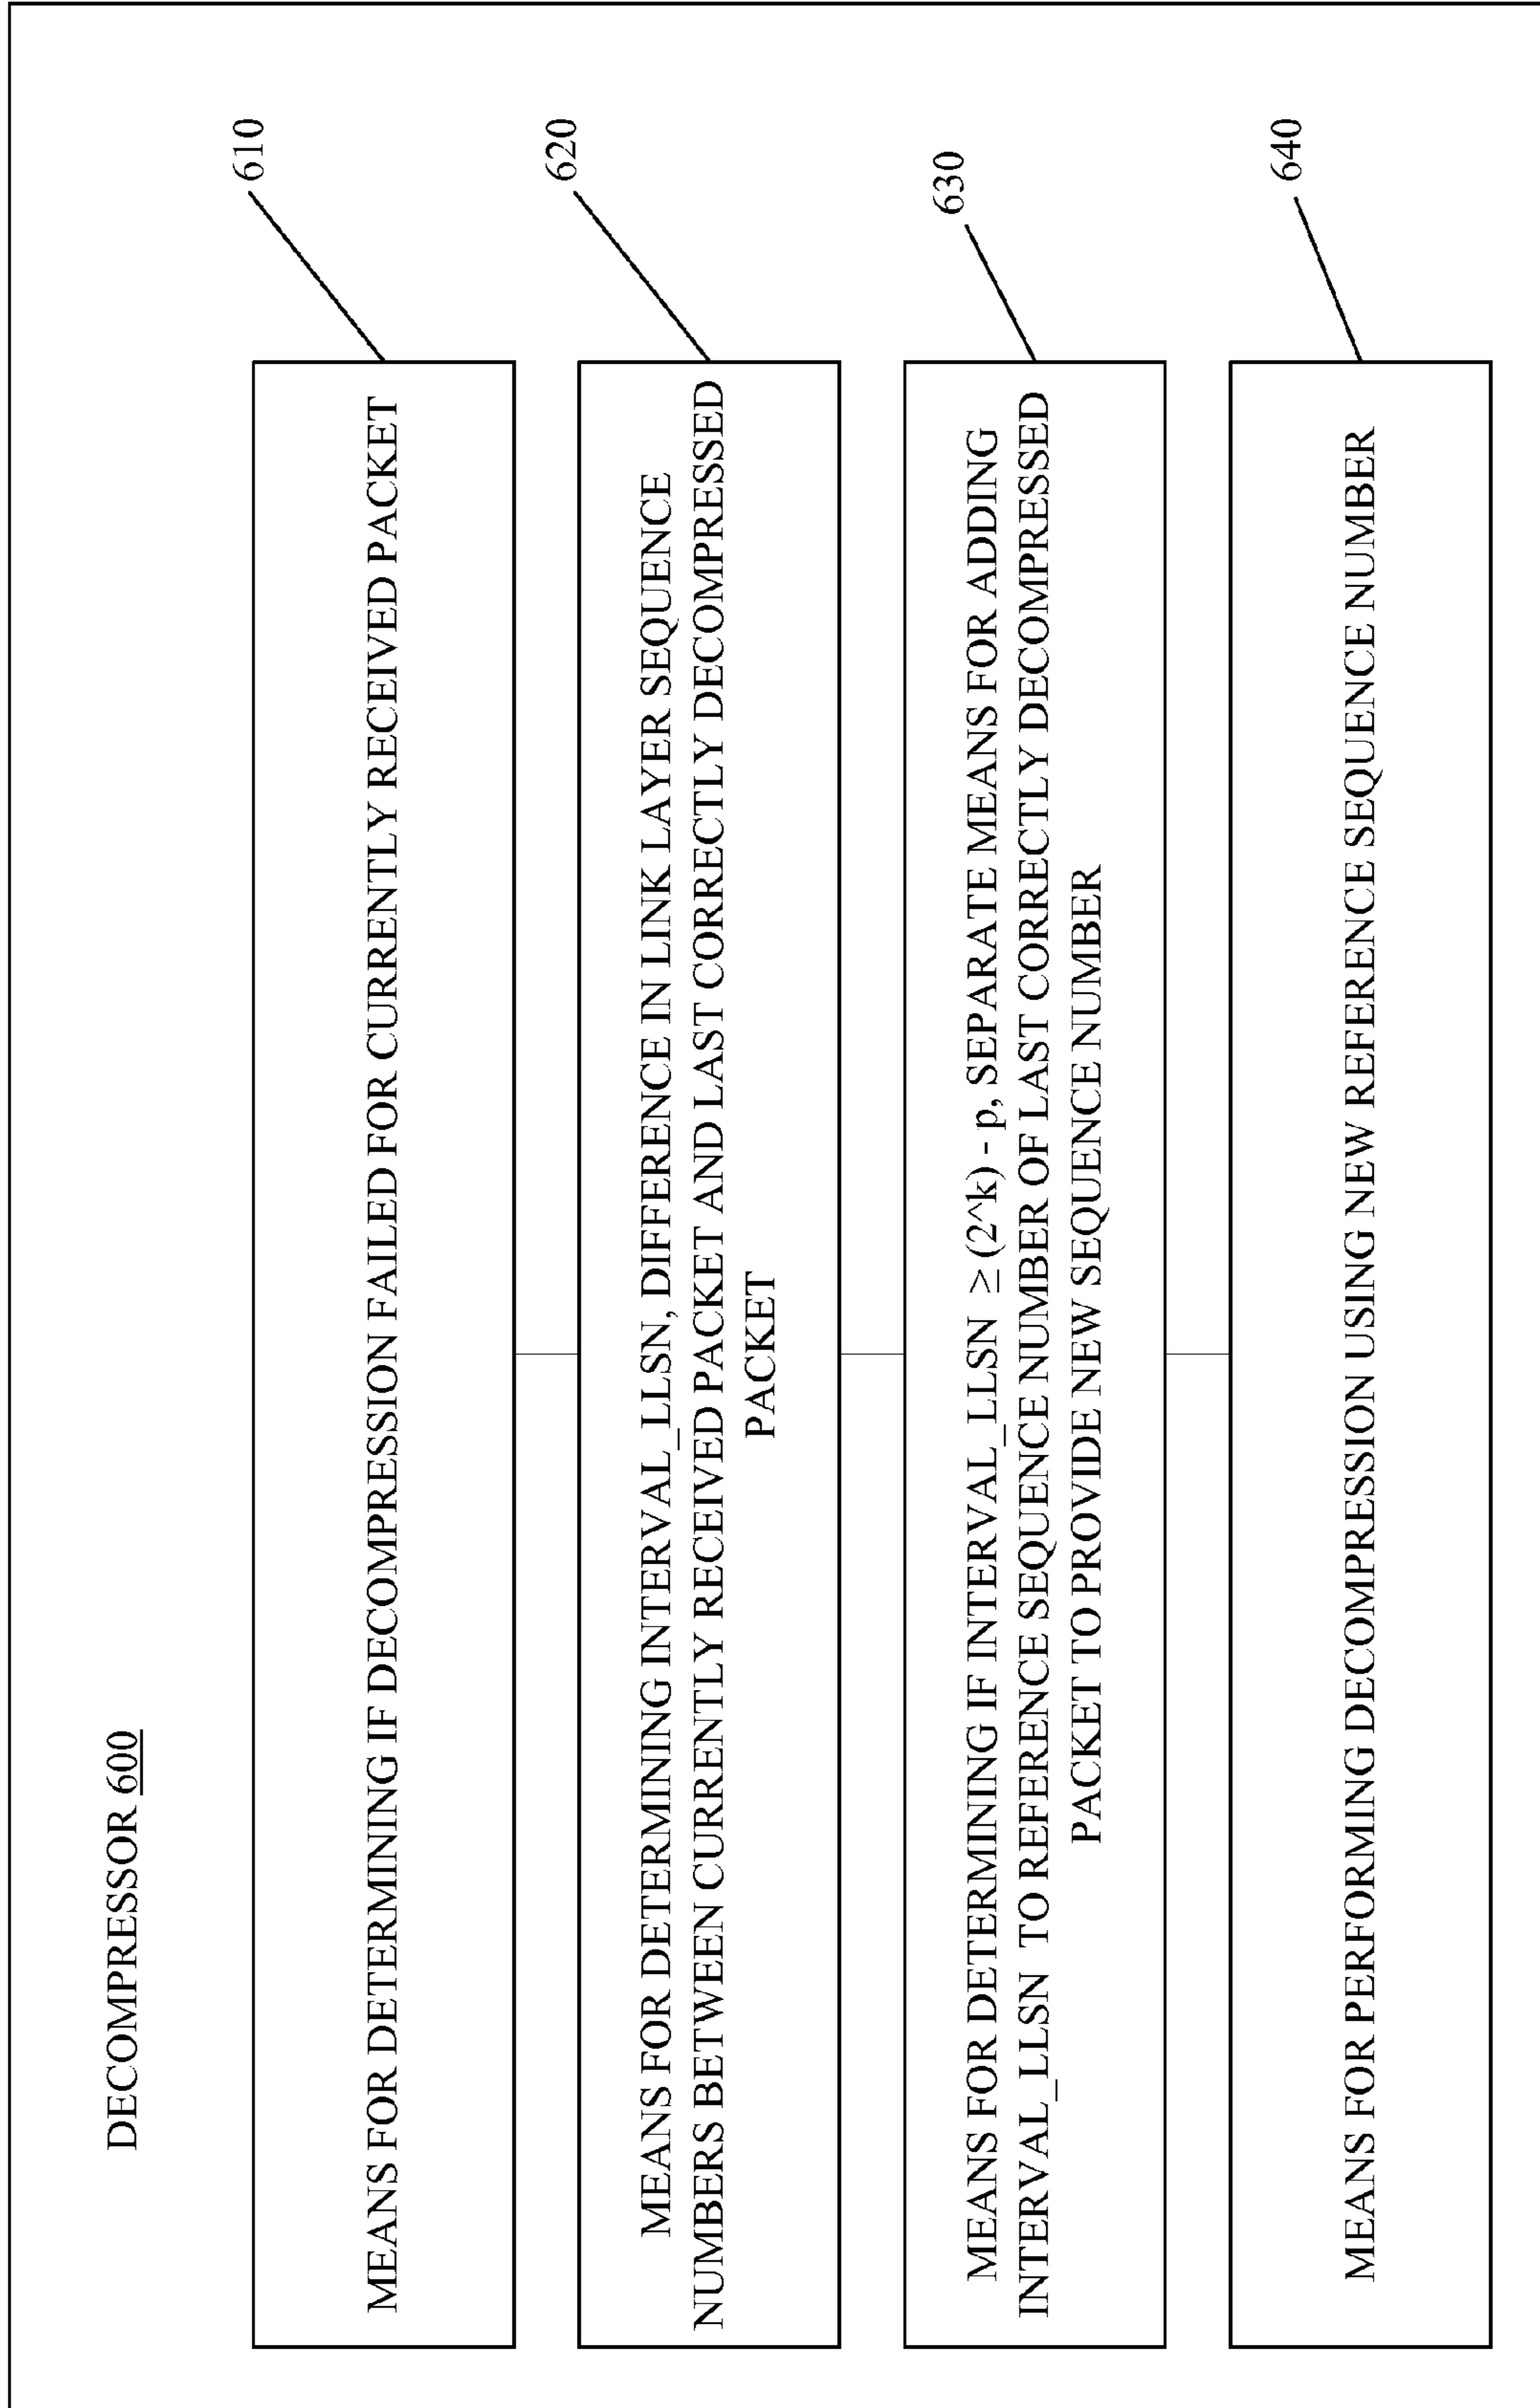 DECOMPRESSOR 600
MEANS FOR DETERMINING IF DECOMPRESSION FAILED FOR CURRENTLY RECEIVED PACKET
610
MEANS FOR DETERMINING INTERVAL_LLSN, DIFFERENCE IN LINK LAYER SEQUENCE
NUMBERS BETWEEN CURRENTLY RECEIVED PACKET AND LAST CORRECTLY DECOMPRESSED
PACKET
620
MEANS FOR DETERMINING IF INTERVAL_LLSN ≥ (2^k) - p, SEPARATE MEANS FOR ADDING
INTERVAL_LLSN TO REFERENCE SEQUENCE NUMBER OF LAST CORRECTLY DECOMPRESSED
PACKET TO PROVIDE NEW SEQUENCE NUMBER
630
MEANS FOR PERFORMING DECOMPRESSION USING NEW REFERENCE SEQUENCE NUMBER
640